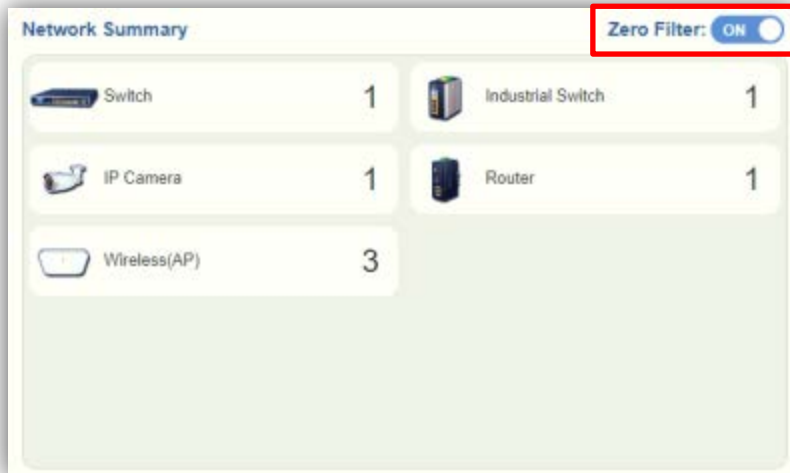 Network Summary
Zero Filter: ON
Switch 1
Industrial Switch 1
IP Camera 1
Router 1
Wireless(AP) 3